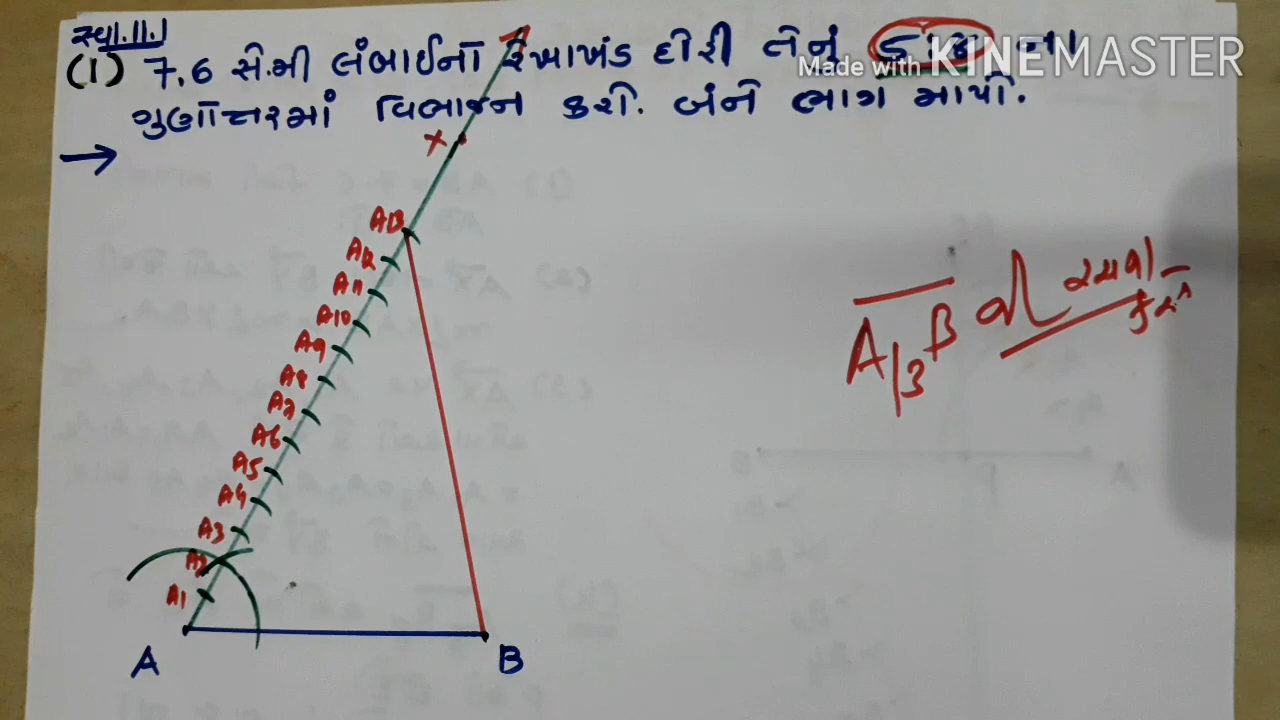 સ્વા.11.1
(1) 7.6 સે.મી લંબાઈનો રેખાખંડ દોરી તેનું ના
ગુણોત્તરમાં વિભાજન કરો. બંને ભાગ માપો.
Made with KINEMASTER
X
A13
A12
A11
A10
A9
A8
A7
A6
A5
A4
A3
A2
A1
A
B
A13B ની રચના